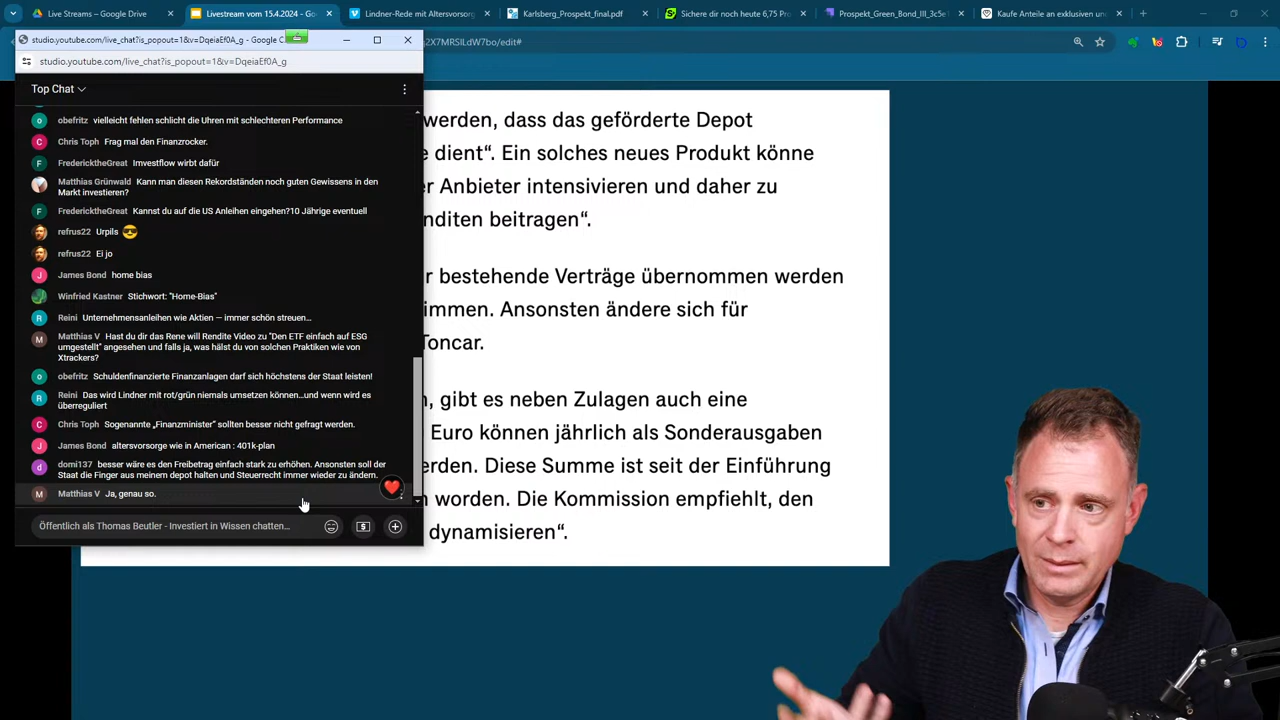 Live Streams – Google Drive
Livestream vom 15.4.2024 - Go
Lindner-Rede mit Altersvorsorg
Karlsberg_Prospekt_final.pdf
Sichere dir noch heute 6,75 Pro
Prospekt_Green_Bond_III_3c5e1
Kaufe Anteile an exklusiven und
studio.youtube.com/live_chat?is_popout=1&v=DqeiaEf0A_g - Google C
q2X7MRSILdW7bo/edit#
studio.youtube.com/live_chat?is_popout=1&v=DqeiaEf0A_g
Top Chat
obefritz vielleicht fehlen schlicht die Uhren mit schlechteren Performance
Chris Toph Frag mal den Finanzrocker.
FredericktheGreat Imvestflow wirbt dafür
Matthias Grünwald Kann man diesen Rekordständen noch guten Gewissens in den
Markt investieren?
FredericktheGreat Kannst du auf die US Anleihen eingehen?10 Jährige eventuell
refrus22 Urpils 😎
refrus22 Ei jo
James Bond home bias
Winfried Kastner Stichwort: "Home-Bias"
Reini Unternehmensanleihen wie Aktien – immer schön streuen…
Matthias V Hast du dir das Rene will Rendite Video zu "Den ETF einfach auf ESG
umgestellt" angesehen und falls ja, was hälst du von solchen Praktiken wie von
Xtrackers?
obefritz Schuldenfinanzierte Finanzanlagen darf sich höchstens der Staat leisten!
Reini Das wird Lindner mit rot/grün niemals umsetzen können…und wenn wird es
überreguliert
Chris Toph Sogenannte „Finanzminister“ sollten besser nicht gefragt werden.
James Bond altersvorsorge wie in American : 401k-plan
domi137 besser wäre es den Freibetrag einfach stark zu erhöhen. Ansonsten soll der
Staat die Finger aus meinem depot halten und Steuerrecht immer wieder zu ändern.
Matthias V Ja, genau so.
Öffentlich als Thomas Beutler - Investiert in Wissen chatten…
werden, dass das geförderte Depot
e dient“. Ein solches neues Produkt könne
er Anbieter intensivieren und daher zu
nditen beitragen“.
r bestehende Verträge übernommen werden
immen. Ansonsten ändere sich für
Toncar.
n, gibt es neben Zulagen auch eine
Euro können jährlich als Sonderausgaben
erden. Diese Summe ist seit der Einführung
n worden. Die Kommission empfiehlt, den
dynamisieren“.